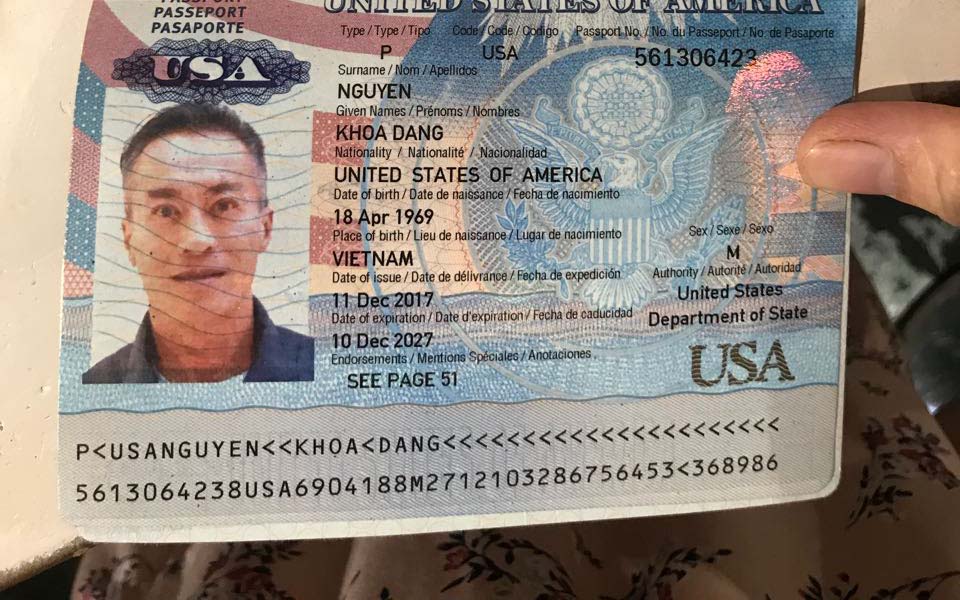 PASSPORT
PASSEPORT
PASAPORTE
USA
UNITED STATES OF AMERICA
Type / Type / Tipo Code / Code / Codigo Passport No. / No. du Passeport / No. de Pasaporte
P USA 561306423
Surname / Nom / Apellidos
NGUYEN
Given Names / Prénoms / Nombres
KHOA DANG
Nationality / Nationalité / Nacionalidad
UNITED STATES OF AMERICA
Date of birth / Date de naissance / Fecha de nacimiento
18 Apr 1969
Place of birth / Lieu de naissance / Lugar de nacimiento Sex / Sexe / Sexo
VIETNAM M
Date of issue / Date de délivrance / Fecha de expedición Authority / Autorité / Autoridad
11 Dec 2017 United States
Date of expiration / Date d'expiration / Fecha de caducidad Department of State
10 Dec 2027
Endorsements / Mentions Spéciales / Anotaciones
SEE PAGE 51 USA
P<USANGUYEN<<KHOA<DANG<<<<<<<<<<<<<<<<<<<<<<
5613064238USA6904188M2712103286756453<368986